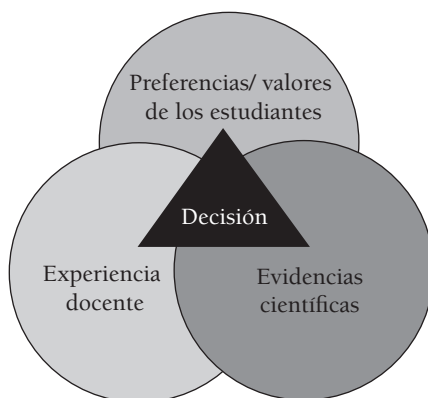 Preferencias/ valores
de los estudiantes
Decisión
Experiencia
docente
Evidencias
científicas